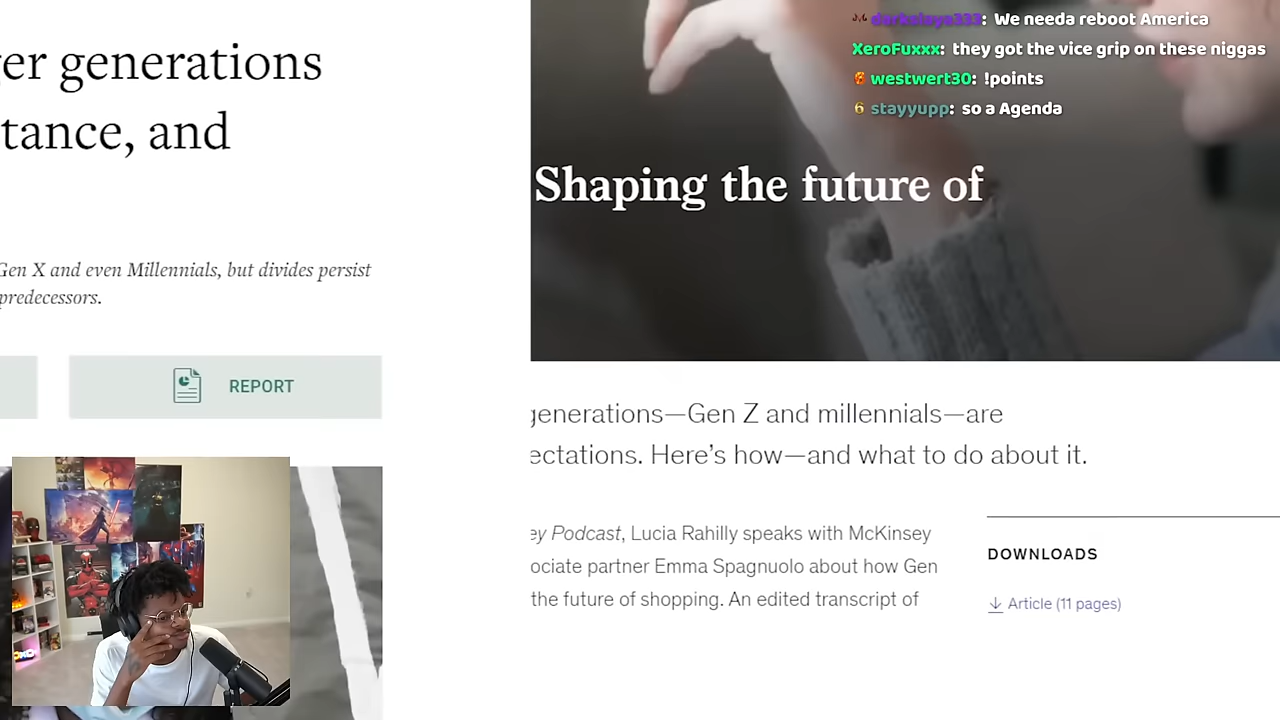 ger generations
tance, and
Gen X and even Millennials, but divides persist
predecessors.
REPORT
darkslaya333: We needa reboot America
XeroFuxxx: they got the vice grip on these niggas
westwert30: !points
stayyupp: so a Agenda
Shaping the future of
generations—Gen Z and millennials—are
ectations. Here's how—and what to do about it.
ey Podcast, Lucia Rahilly speaks with McKinsey
ociate partner Emma Spagnuolo about how Gen
the future of shopping. An edited transcript of
DOWNLOADS
Article (11 pages)